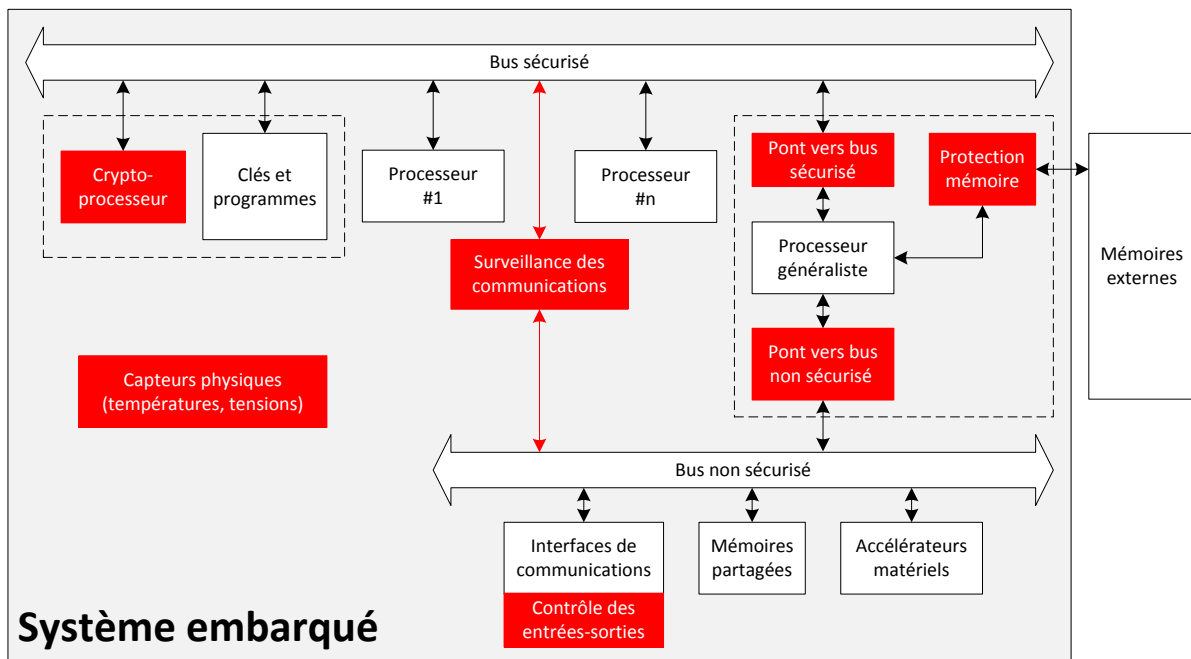 Bus sécurisé
Crypto-
processeur
Clés et
programmes
Processeur
#1
Processeur
#n
Pont vers bus
sécurisé
Protection
mémoire
Surveillance des
communications
Processeur
généraliste
Mémoires
externes
Pont vers bus
non sécurisé
Capteurs physiques
(températures, tensions)
Bus non sécurisé
Interfaces de
communications
Mémoires
partagées
Accélérateurs
matériels
Contrôle des
entrées-sorties
Système embarqué